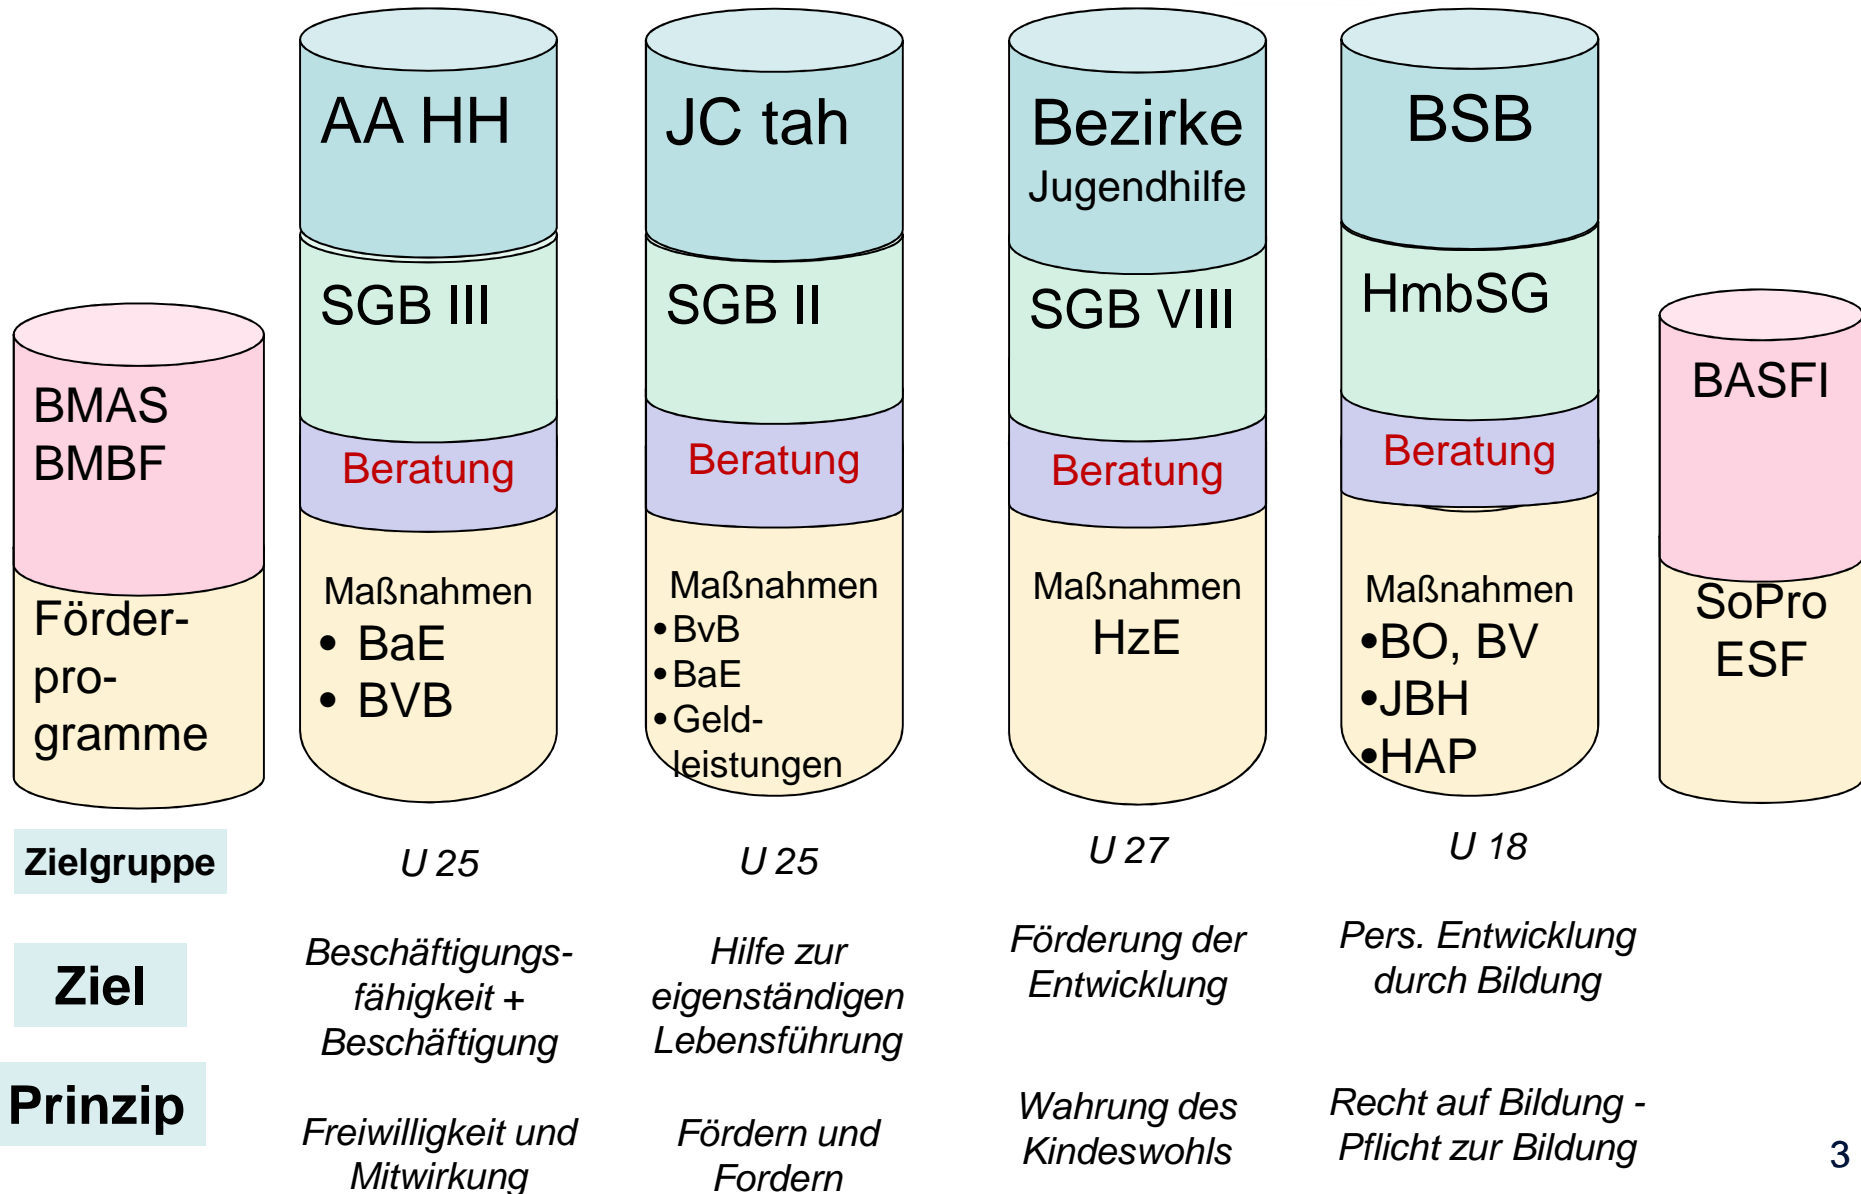 BMAS
BMBF
Förder-
pro-
gramme
AA HH
SGB III
Beratung
Maßnahmen
• BaE
• BVB
JC tah
SGB II
Beratung
Maßnahmen
•BvB
•BaE
•Geld-
leistungen
Bezirke
Jugendhilfe
SGB VIII
Beratung
Maßnahmen
HzE
BSB
HmbSG
Beratung
Maßnahmen
•BO, BV
•JBH
•HAP
BASFI
SoPro
ESF
Zielgruppe
U 25
U 25
U 27
U 18
Ziel
Beschäftigungs-
fähigkeit +
Beschäftigung
Hilfe zur
eigenständigen
Lebensführung
Förderung der
Entwicklung
Pers. Entwicklung
durch Bildung
Prinzip
Freiwilligkeit und
Mitwirkung
Fördern und
Fordern
Wahrung des
Kindeswohls
Recht auf Bildung -
Pflicht zur Bildung
3